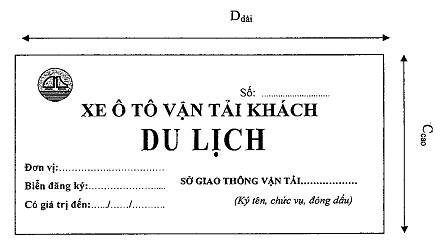 Ddài
Số: ........................
XE Ô TÔ VẬN TẢI KHÁCH
DU LỊCH
Đơn vị:............................
Biển đăng ký:....................
SỞ GIAO THÔNG VẬN TẢI..................
Có giá trị đến:...../....../..........
(Ký tên, chức vụ, đóng dấu)
Ccao